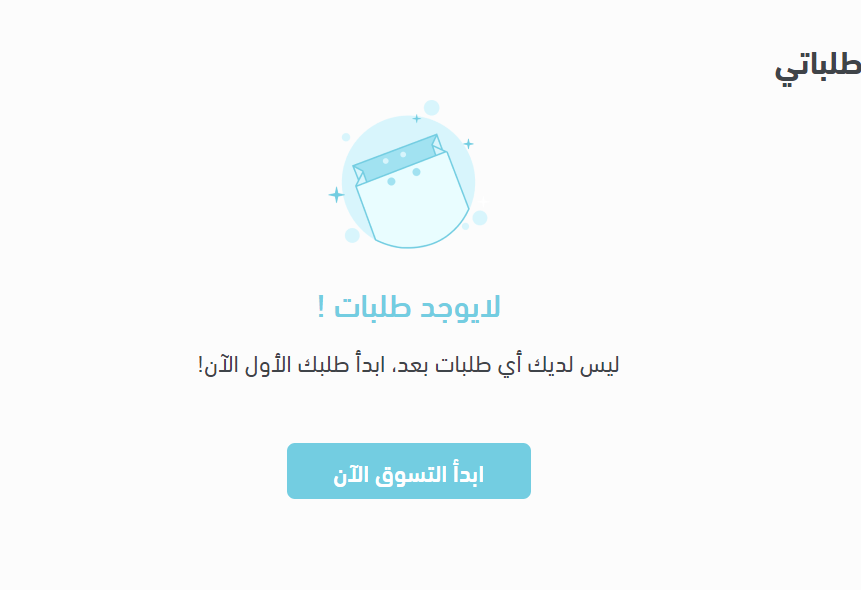 طلباتي
لايوجد طلبات !
ليس لديك أي طلبات بعد، ابدأ طلبك الأول الآن!
ابدأ التسوق الآن